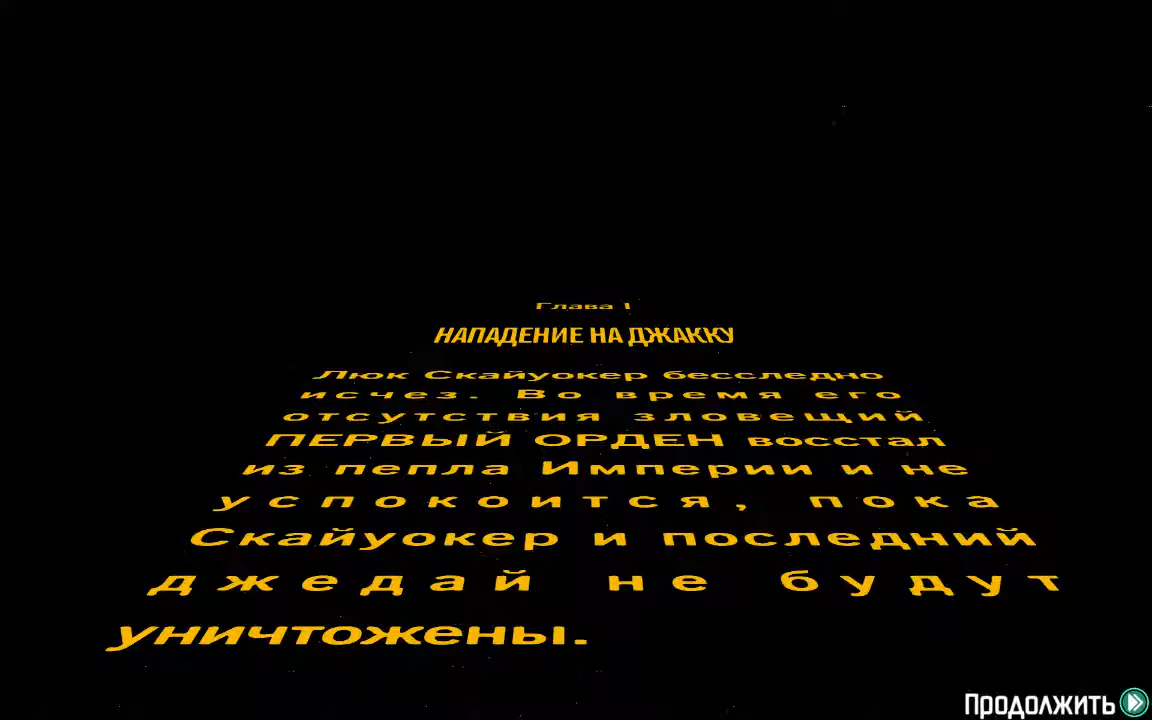 Глава 1
НАПАДЕНИЕ НА ДЖАККУ
Люк Скайуокер бесследно
исчез. Во время его
отсутствия зловещий
ПЕРВЫЙ ОРДЕН восстал
из пепла Империи и не
успокоится, пока
Скайуокер и последний
джедай не будут
уничтожены.
Продолжить